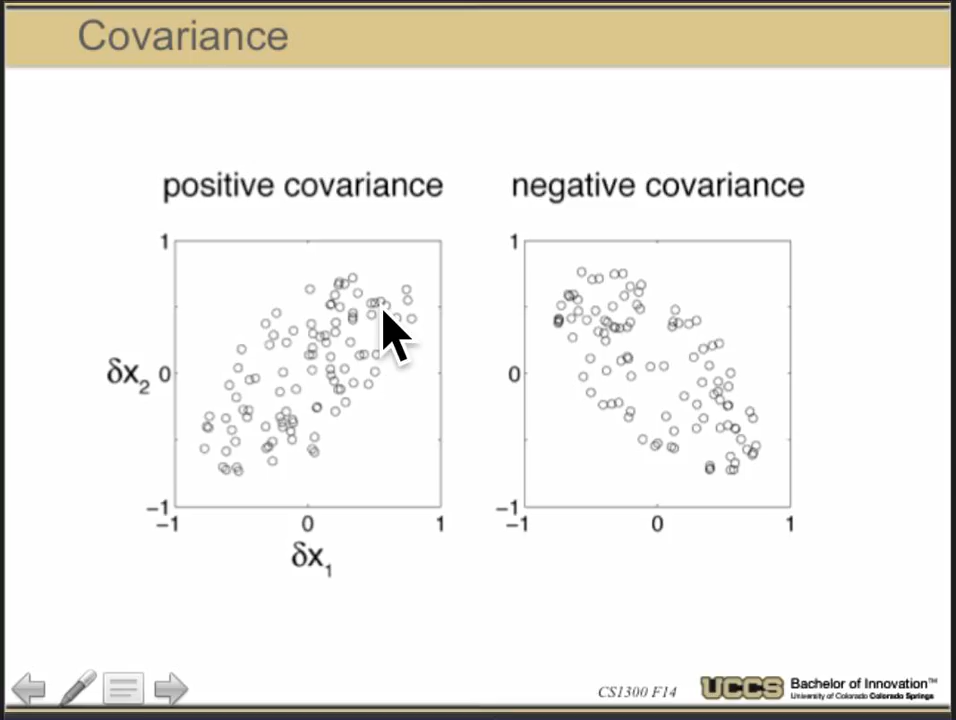 Covariance
positive covariance
negative covariance
1
δx2 0
−1
−1 0 1
δx1
1
0
−1
−1 0 1
CS1300 F14
UCCS
Bachelor of Innovation™
University of Colorado Colorado Springs